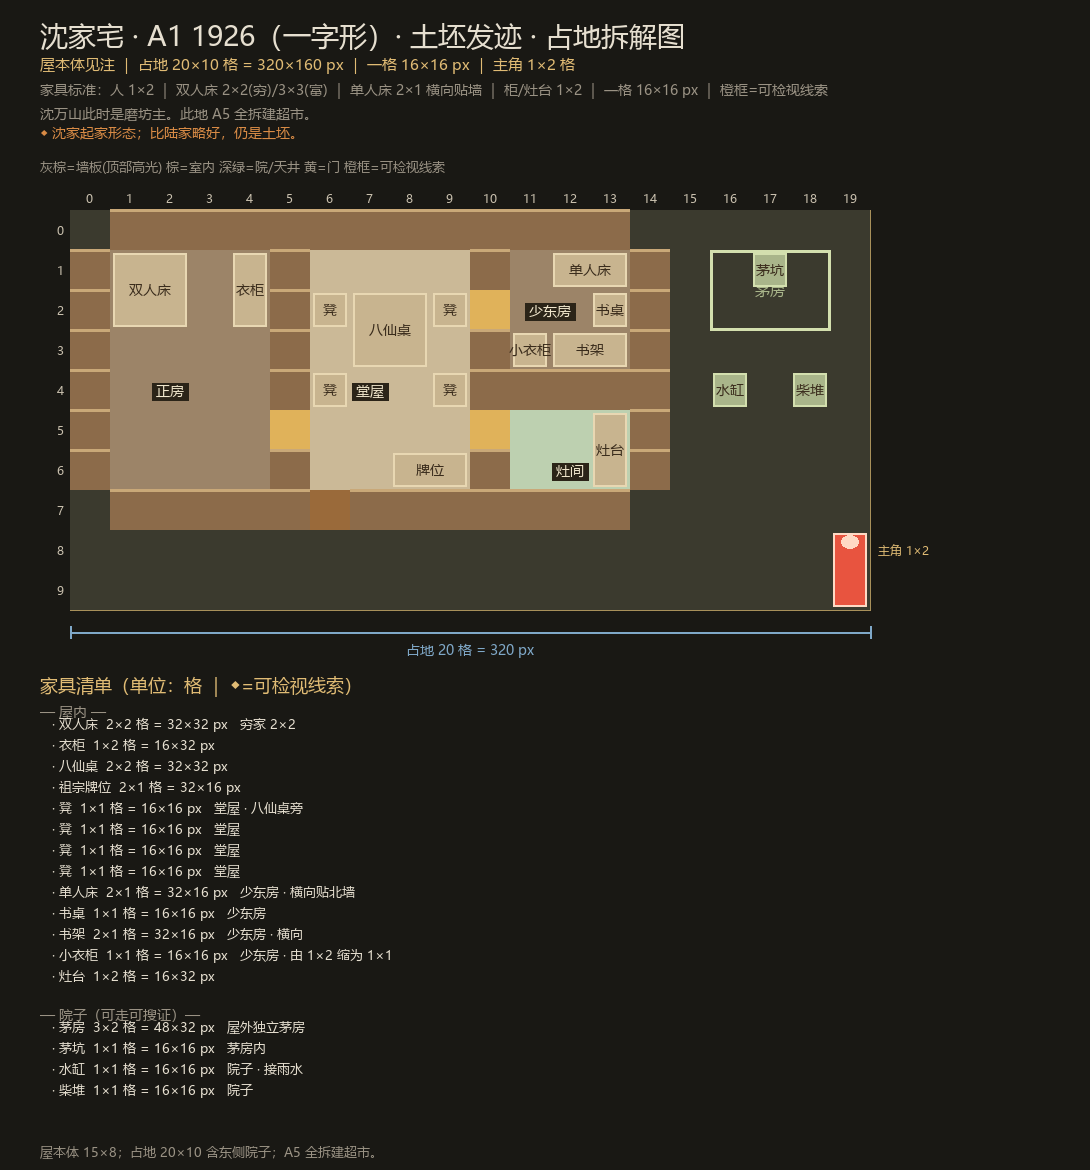 沈家宅 · A1 1926（一字形）· 土坯发迹 · 占地拆解图
屋本体见注 ｜ 占地 20×10 格 = 320×160 px ｜ 一格 16×16 px ｜ 主角 1×2 格
家具标准：人 1×2 ｜ 双人床 2×2(穷)/3×3(富) ｜ 单人床 2×1 横向贴墙 ｜ 柜/灶台 1×2 ｜ 一格 16×16 px ｜ 橙框=可检视线索
沈万山此时是磨坊主。此地 A5 全拆建超市。
◆ 沈家起家形态；比陆家略好，仍是土坯。
灰棕=墙板(顶部高光) 棕=室内 深绿=院/天井 黄=门 橙框=可检视线索
0 1 2 3 4 5 6 7 8 9 10 11 12 13 14 15 16 17 18 19
0
1 双人床 衣柜 单人床 茅坑
茅房
2 凳 八仙桌 凳 少东房 书桌
3 小衣柜 书架
4 正房 凳 堂屋 凳 水缸 柴堆
5 灶台
6 牌位 灶间
7
8 主角 1×2
9
占地 20 格 = 320 px
家具清单（单位：格 ｜ ◆=可检视线索）
— 屋内 —
· 双人床 2×2 格 = 32×32 px 穷家 2×2
· 衣柜 1×2 格 = 16×32 px
· 八仙桌 2×2 格 = 32×32 px
· 祖宗牌位 2×1 格 = 32×16 px
· 凳 1×1 格 = 16×16 px 堂屋 · 八仙桌旁
· 凳 1×1 格 = 16×16 px 堂屋
· 凳 1×1 格 = 16×16 px 堂屋
· 凳 1×1 格 = 16×16 px 堂屋
· 单人床 2×1 格 = 32×16 px 少东房 · 横向贴北墙
· 书桌 1×1 格 = 16×16 px 少东房
· 书架 2×1 格 = 32×16 px 少东房 · 横向
· 小衣柜 1×1 格 = 16×16 px 少东房 · 由 1×2 缩为 1×1
· 灶台 1×2 格 = 16×32 px
— 院子（可走可搜证）—
· 茅房 3×2 格 = 48×32 px 屋外独立茅房
· 茅坑 1×1 格 = 16×16 px 茅房内
· 水缸 1×1 格 = 16×16 px 院子 · 接雨水
· 柴堆 1×1 格 = 16×16 px 院子
屋本体 15×8；占地 20×10 含东侧院子；A5 全拆建超市。